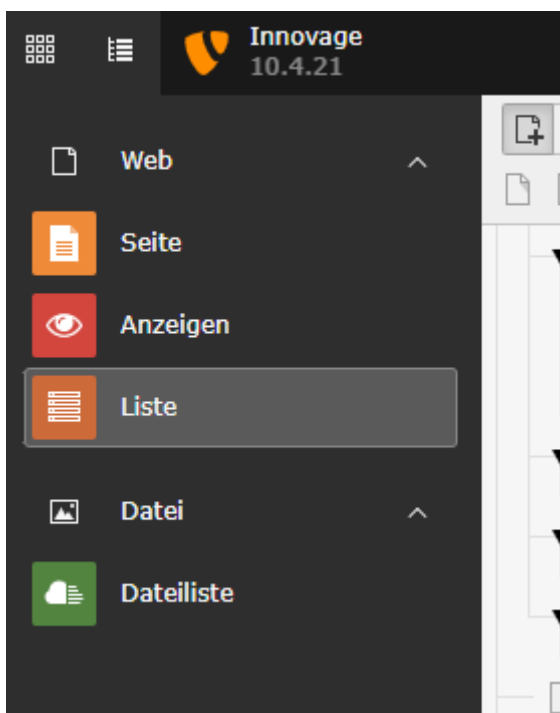 Innovage
10.4.21
Web
Seite
Anzeigen
Liste
Datei
Dateiliste